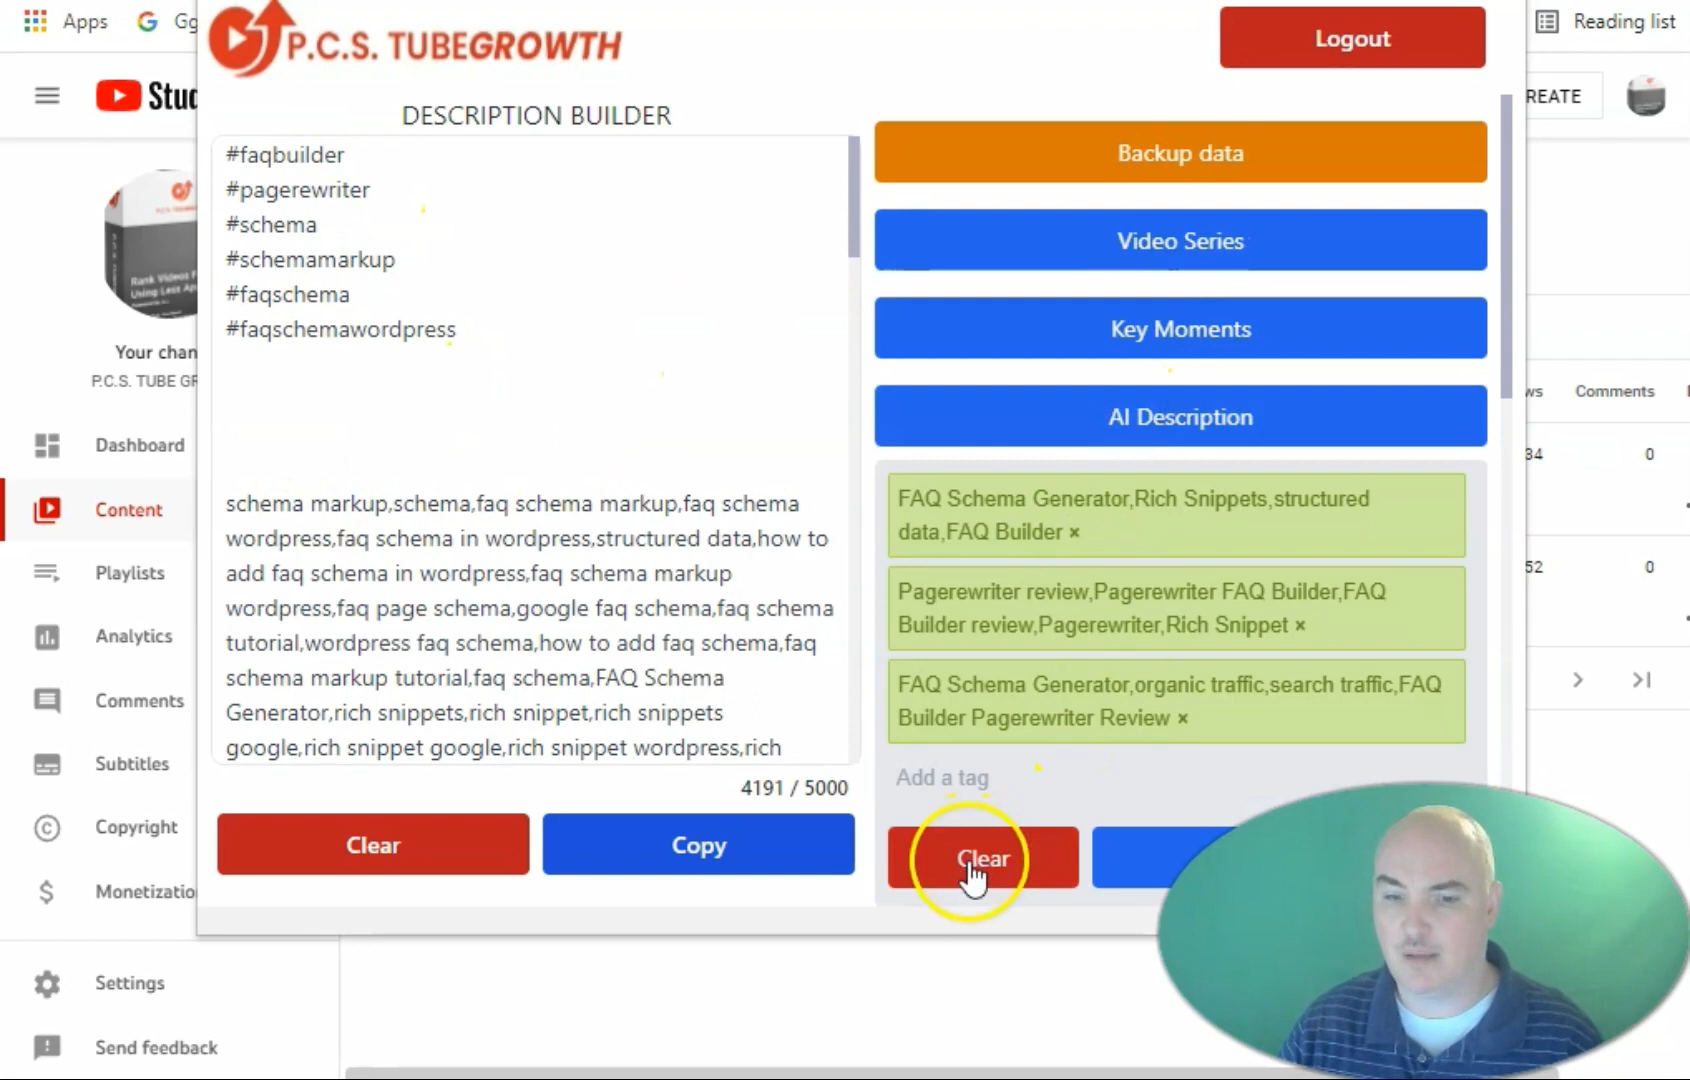 Apps
G
Gg
Reading list
P.C.S. TUBEGROWTH
Logout
Stu
REATE
DESCRIPTION BUILDER
#faqbuilder
#pagerewriter
#schema
#schemamarkup
#faqschema
#faqschemawordpress
schema markup,schema,faq schema markup,faq schema
wordpress,faq schema in wordpress,structured data,how to
add faq schema in wordpress,faq schema markup
wordpress,faq page schema,google faq schema,faq schema
tutorial,wordpress faq schema,how to add faq schema,faq
schema markup tutorial,faq schema,FAQ Schema
Generator,rich snippets,rich snippet,rich snippets
google,rich snippet google,rich snippet wordpress,rich
4191 / 5000
Clear
Copy
Backup data
Video Series
Key Moments
AI Description
FAQ Schema Generator,Rich Snippets,structured
data,FAQ Builder ×
Pagerewriter review,Pagerewriter FAQ Builder,FAQ
Builder review,Pagerewriter,Rich Snippet ×
FAQ Schema Generator,organic traffic,search traffic,FAQ
Builder Pagerewriter Review ×
Add a tag
Clear
Rank Videos F
Using Less
Your chan
P.C.S. TUBE GR
Dashboard
Content
Playlists
Analytics
Comments
Subtitles
Copyright
Monetizatio
Settings
Send feedback
ws
Comments
34
0
52
0